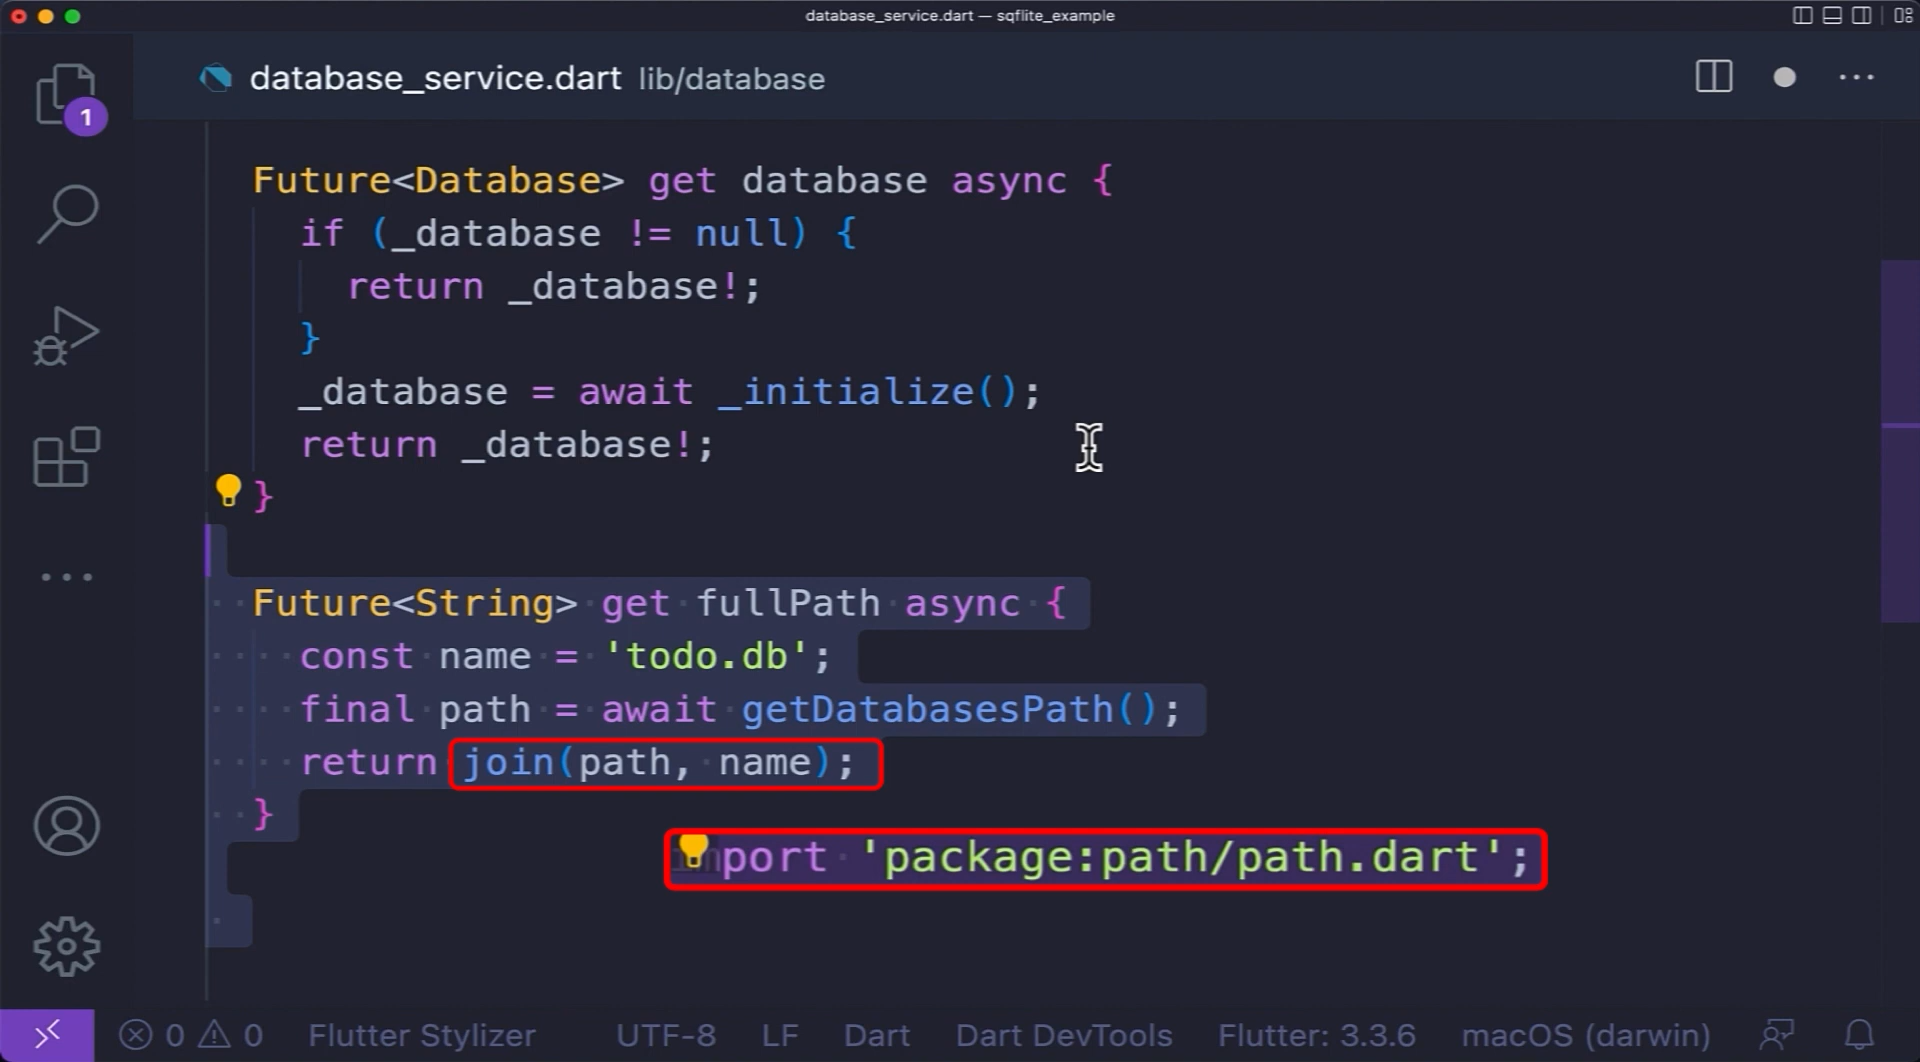 database_service.dart — sqflite_example
database_service.dart lib/database
1
Future<Database> get database async {
if (_database != null) {
return _database!;
}
_database = await _initialize();
return _database!;
}
Future<String> get fullPath async {
const name = 'todo.db';
final path = await getDatabasesPath();
return join(path, name);
}
import 'package:path/path.dart';
0 0 Flutter Stylizer UTF-8 LF Dart Dart DevTools Flutter: 3.3.6 macOS (darwin)